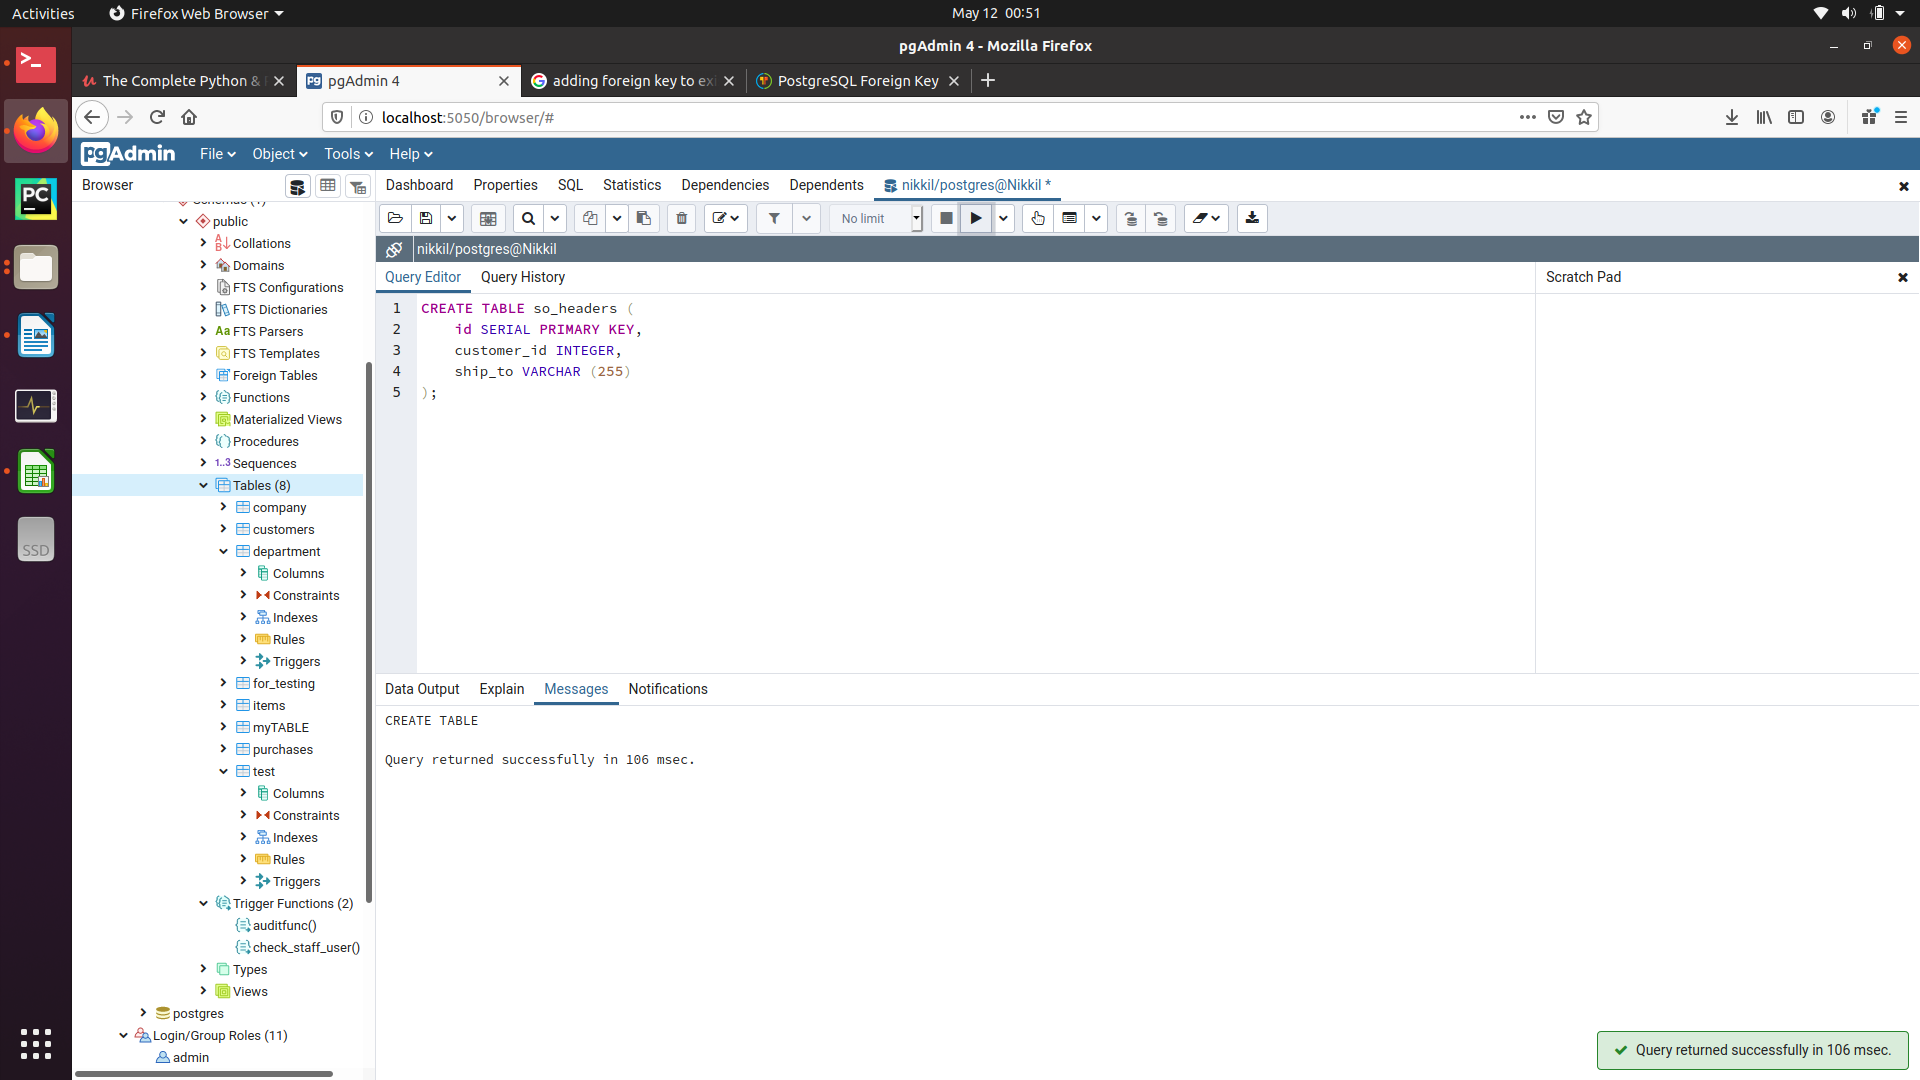 Activities
Firefox Web Browser
May 12 00:51
pgAdmin 4 - Mozilla Firefox
The Complete Python &
pgAdmin 4
adding foreign key to ex
PostgreSQL Foreign Key
localhost:5050/browser/#
pgAdmin
File
Object
Tools
Help
Browser
Dashboard
Properties
SQL
Statistics
Dependencies
Dependents
nikkil/postgres@Nikkil *
No limit
nikkil/postgres@Nikkil
Query Editor
Query History
Scratch Pad
Schemas (1)
public
Collations
Domains
FTS Configurations
FTS Dictionaries
Aa FTS Parsers
FTS Templates
Foreign Tables
Functions
Materialized Views
Procedures
1..3 Sequences
Tables (8)
company
customers
department
Columns
Constraints
Indexes
Rules
Triggers
for_testing
items
myTABLE
purchases
test
Columns
Constraints
Indexes
Rules
Triggers
Trigger Functions (2)
auditfunc()
check_staff_user()
Types
Views
postgres
Login/Group Roles (11)
admin
1 CREATE TABLE so_headers (
2 id SERIAL PRIMARY KEY,
3 customer_id INTEGER,
4 ship_to VARCHAR (255)
5 );
Data Output
Explain
Messages
Notifications
CREATE TABLE
Query returned successfully in 106 msec.
Query returned successfully in 106 msec.
PC
SSD